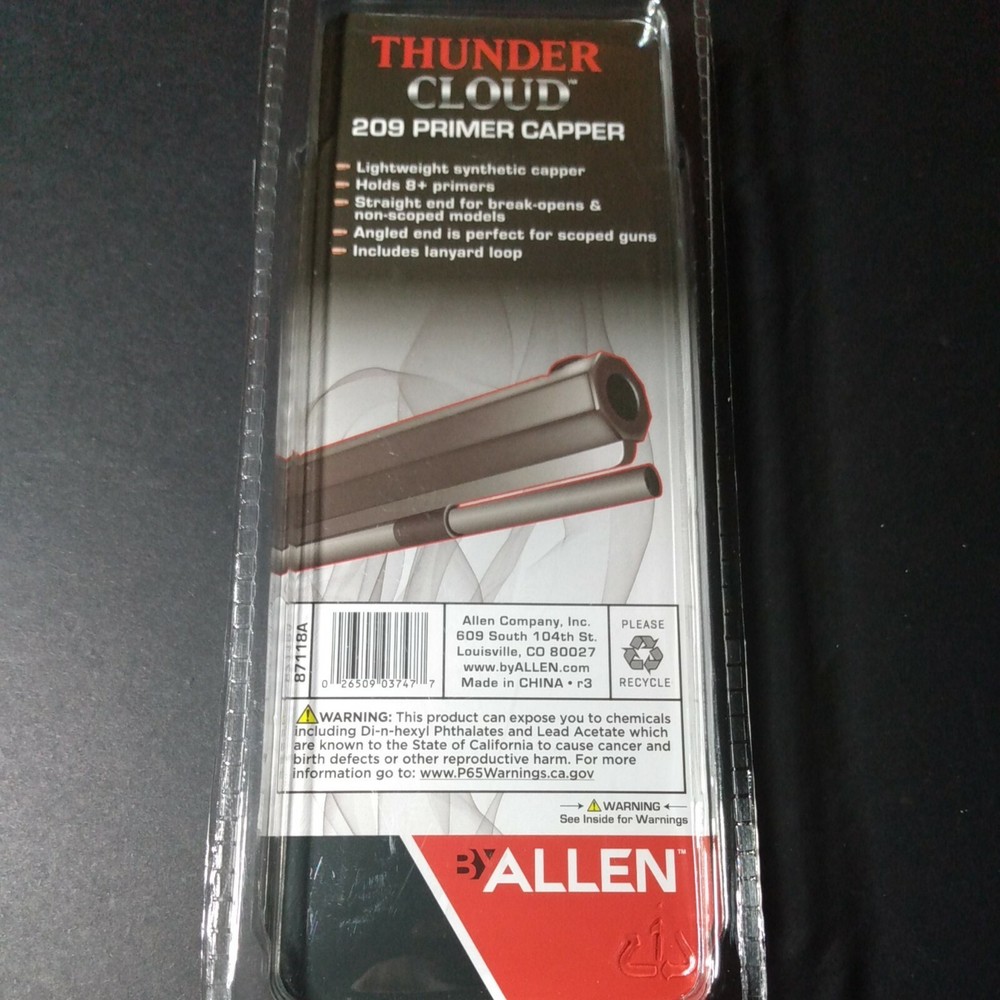 THUNDER
CLOUD™
209 PRIMER CAPPER
Lightweight synthetic capper
Holds 8+ primers
Straight end for break-opens &
non-scoped models
Angled end is perfect for scoped guns
Includes lanyard loop
87118A
0 26509 03747 7
Allen Company, Inc.
609 South 104th St.
Louisville, CO 80027
www.byALLEN.com
Made in CHINA • r3
PLEASE
RECYCLE
WARNING: This product can expose you to chemicals
including Di-n-hexyl Phthalates and Lead Acetate which
are known to the State of California to cause cancer and
birth defects or other reproductive harm. For more
information go to: www.P65Warnings.ca.gov
WARNING
See Inside for Warnings
BY ALLEN™